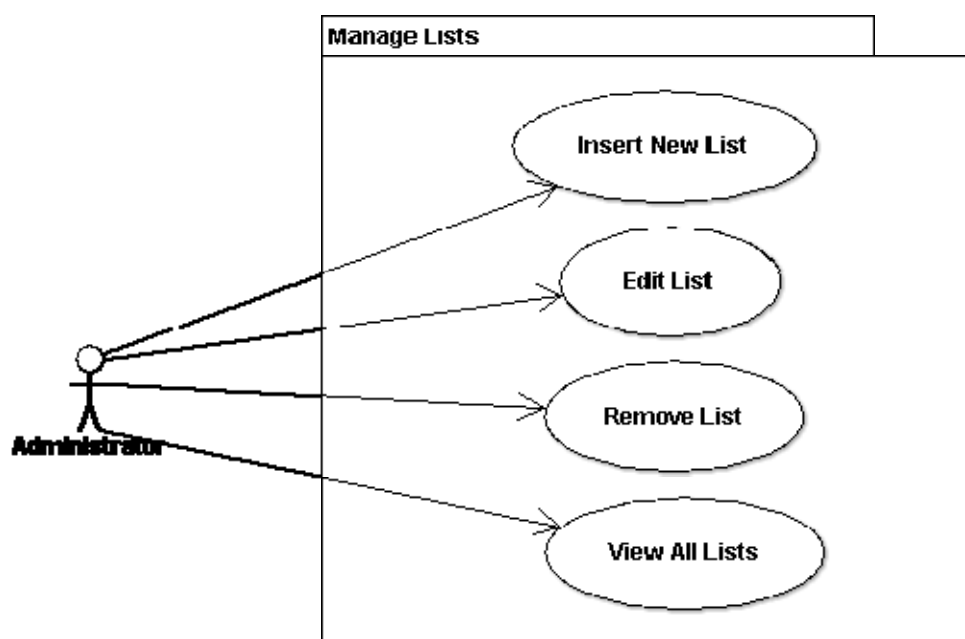 Manage Lists
Insert New List
Edit List
Remove List
Administrator
View All Lists